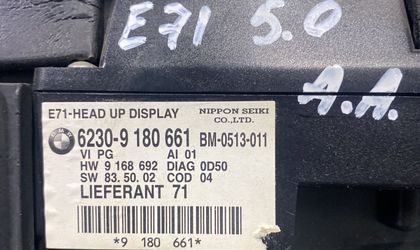 E71 5.0
A.A.
E71-HEAD UP DISPLAY
NIPPON SEIKI CO.,LTD.
6230-9 180 661 BM-0513-011
VI PG AI 01
HW 9 168 692 DIAG 0D50
SW 83.50.02 COD 04
LIEFERANT 71
*9 180 661*